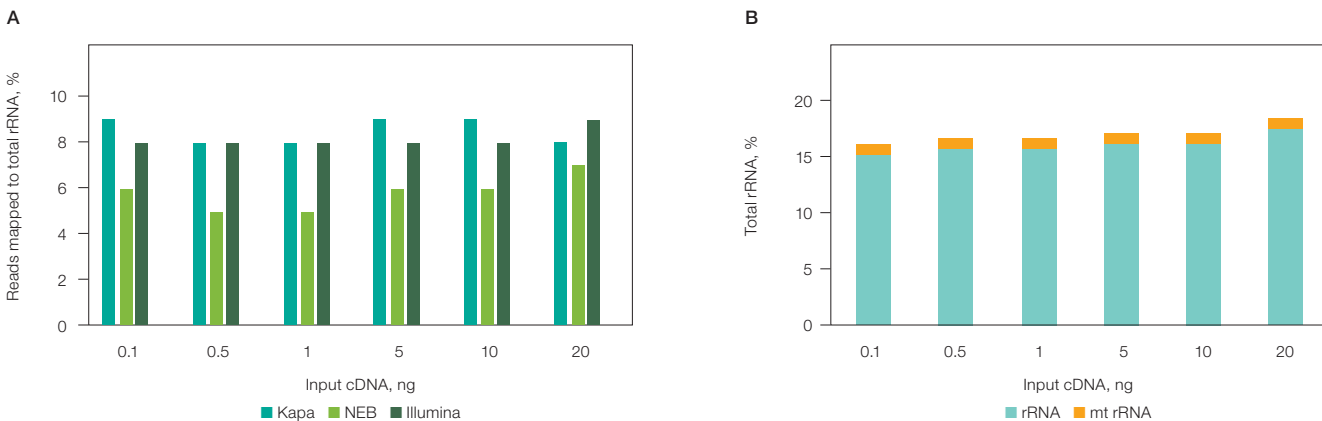 A
Reads mapped to total rRNA, %
10
8
6
4
2
0
0.1 0.5 1 5 10 20
Input cDNA, ng
Kapa NEB Illumina
B
Total rRNA, %
20
15
10
5
0
0.1 0.5 1 5 10 20
Input cDNA, ng
rRNA mt rRNA